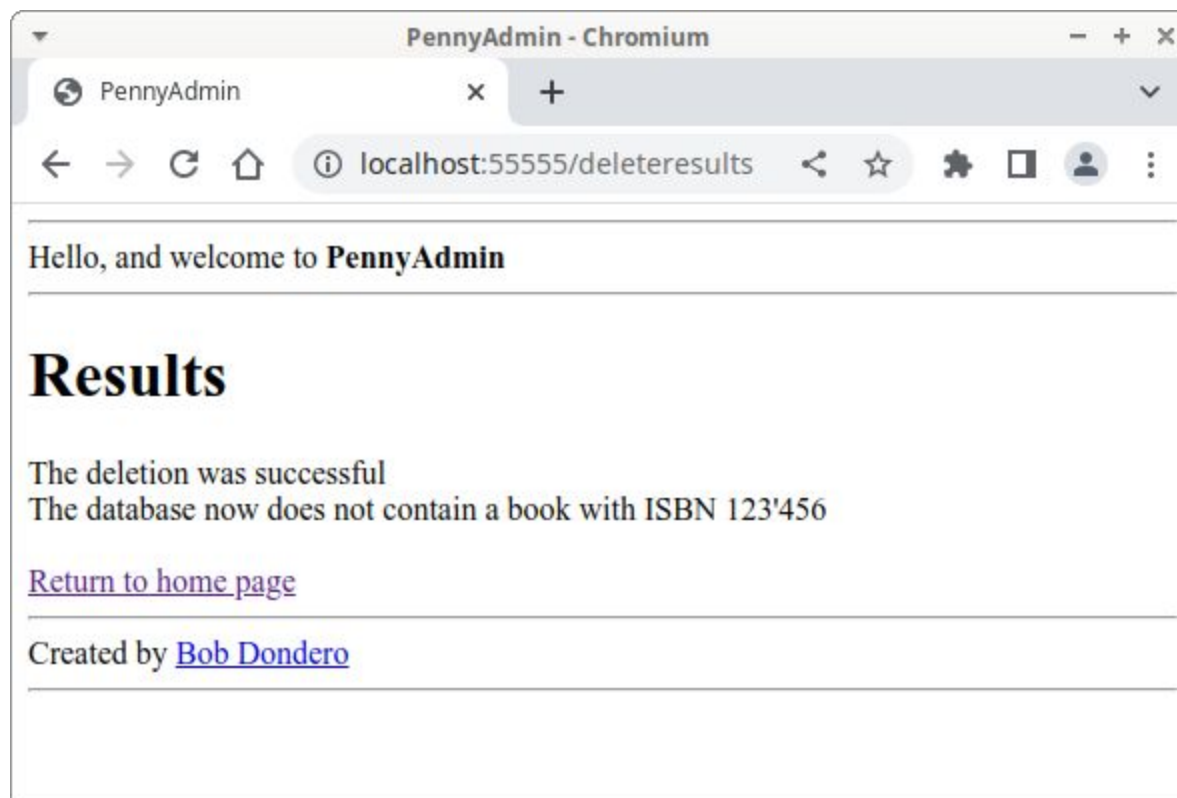 PennyAdmin - Chromium
PennyAdmin
localhost:55555/deleteresults
Hello, and welcome to PennyAdmin
Results
The deletion was successful
The database now does not contain a book with ISBN 123'456
Return to home page
Created by Bob Dondero